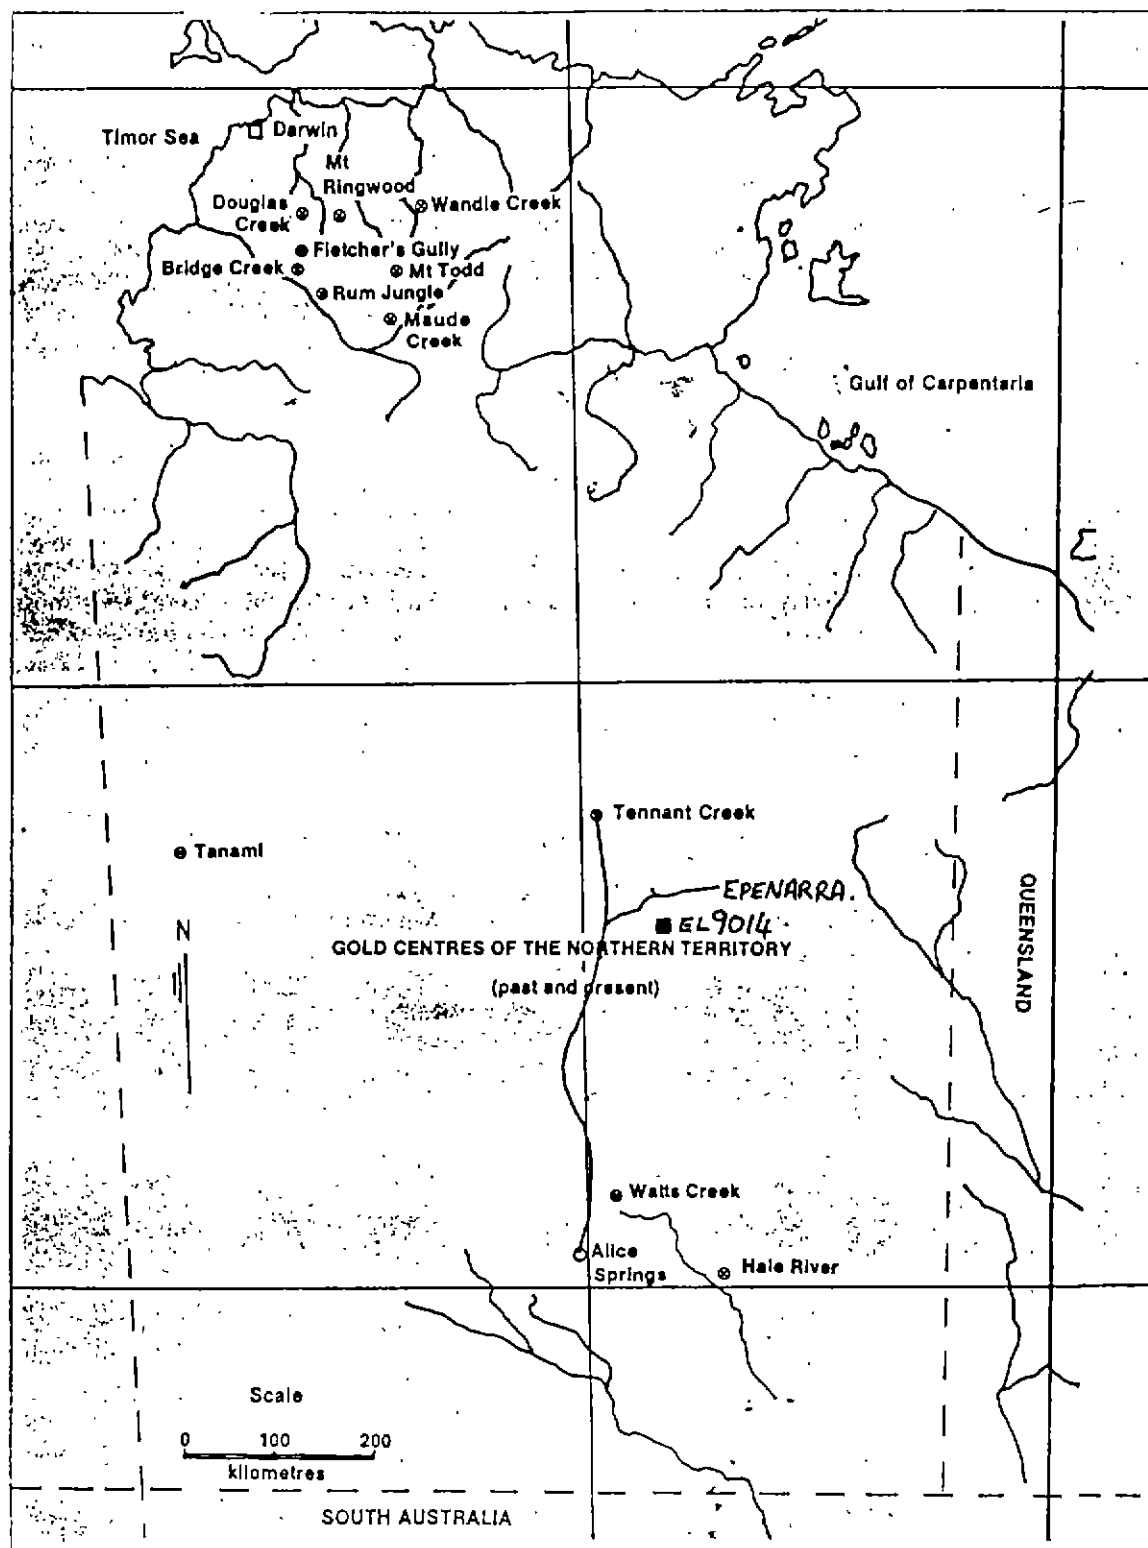 Timor Sea
Darwin
Mt
Ringwood
Douglas
Creek
Wandie Creek
Fletcher's Gully
Bridge Creek
Mt Todd
Rum Jungle
Maude
Creek
Gulf of Carpentaria
Tennant Creek
Tanami
EPENARRA.
EL9014
QUEENSLAND
N
GOLD CENTRES OF THE NORTHERN TERRITORY
(past and present)
Watts Creek
Alice
Springs
Hale River
Scale
0 100 200
kilometres
SOUTH AUSTRALIA